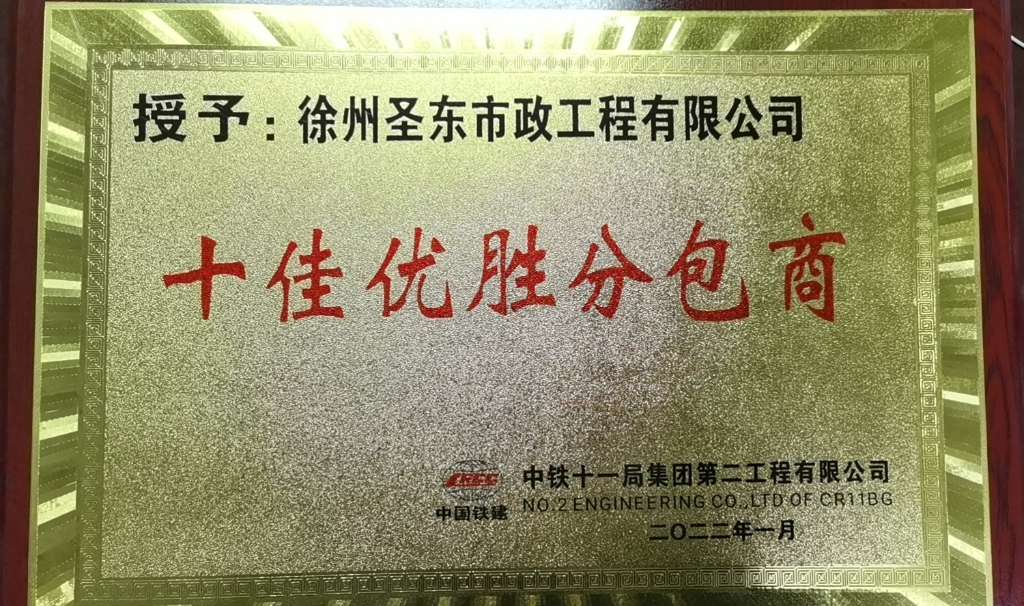 授予：徐州圣东市政工程有限公司
十佳优胜分包商
中国铁建
中铁十一局集团第二工程有限公司
NO.2 ENGINEERING CO.,LTD OF CR11BG
二〇二二年一月